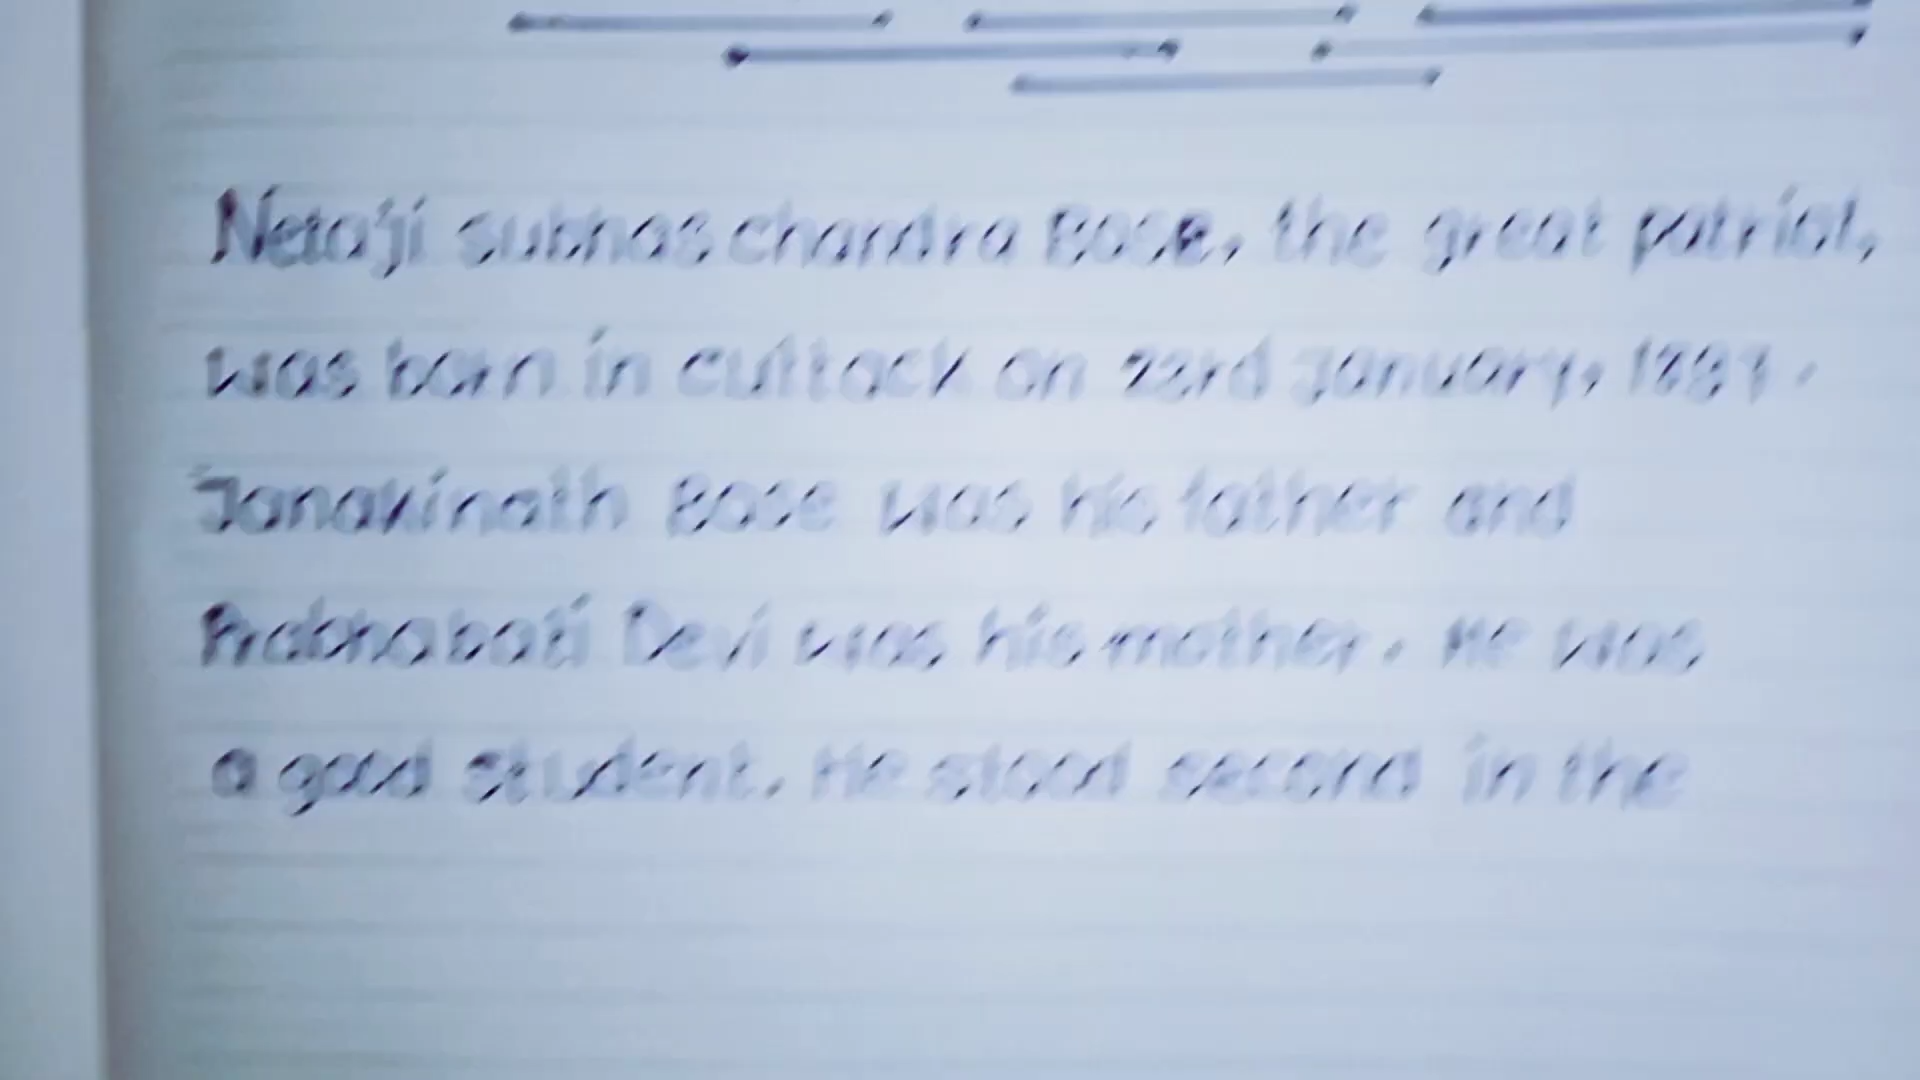 Netaji subhas chandra Bose, the great patriot,
was born in cuttack on 23rd January, 1897.
Janakinath Bose was his father and
Prabhabati Devi was his mother. He was
a good student. He stood second in the